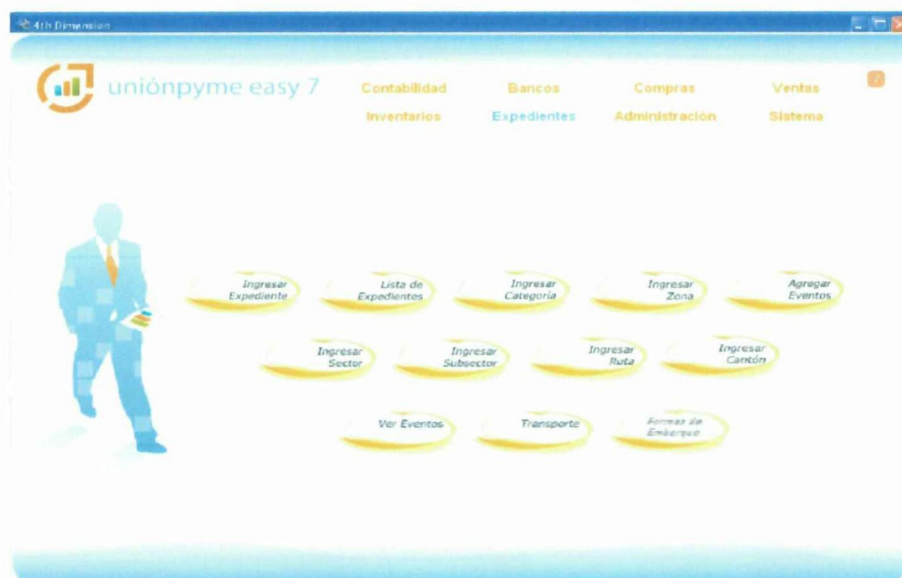 4th Dimension
uniónpyme easy 7
Contabilidad Bancos Compras Ventas
Inventarios Expedientes Administración Sistema
Ingresar Expediente
Lista de Expedientes
Ingresar Categoría
Ingresar Zona
Agregar Eventos
Ingresar Sector
Ingresar Subsector
Ingresar Ruta
Ingresar Cantón
Ver Eventos
Transporte
Formas de Embarque